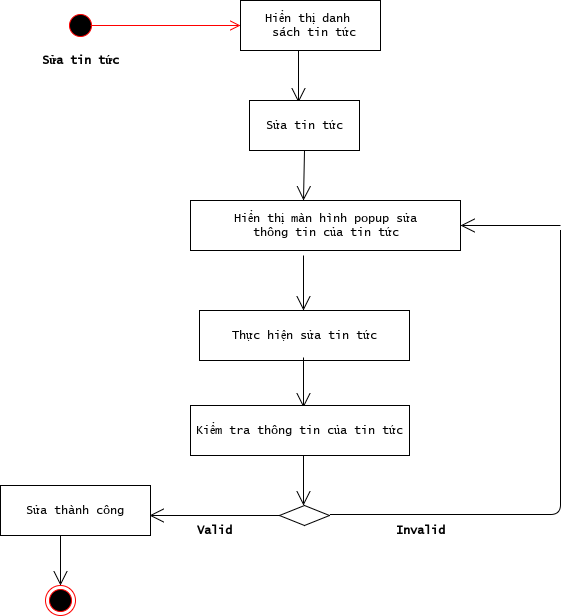 Hiển thị danh
sách tin tức
Sửa tin tức
Sửa tin tức
Hiển thị màn hình popup sửa
thông tin của tin tức
Thực hiện sửa tin tức
Kiểm tra thông tin của tin tức
Sửa thành công
Valid
Invalid